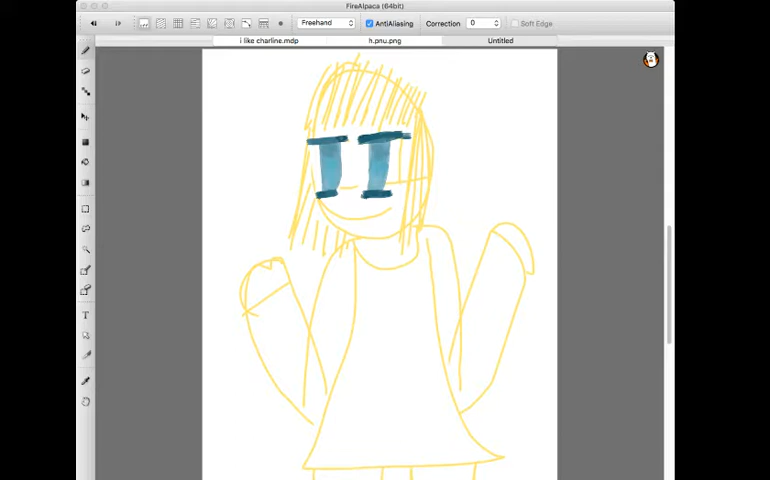 FireAlpaca (64bit)
Freehand AntiAliasing Correction 0 Soft Edge
i like charline.mdp h.pnu.png Untitled
T